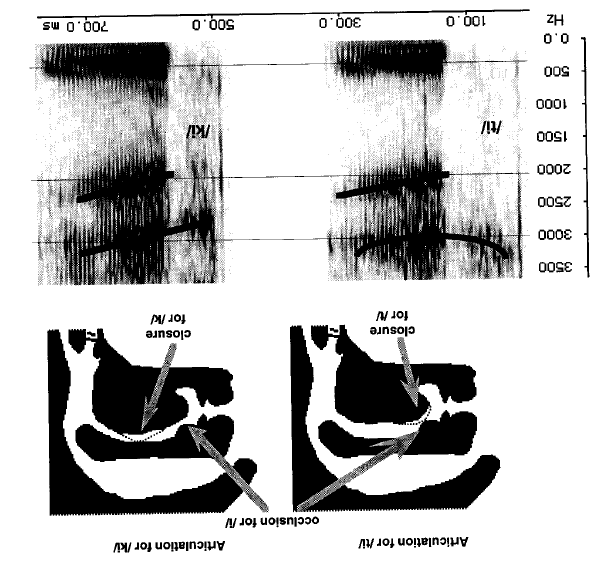 Articulation for /ti/
Articulation for /ki/
occlusion for /i/
closure
for /t/
closure
for /k/
3500
3000
2500
2000
1500
1000
500
0.0
Hz
/ti/
/ki/
100.0
300.0
500.0
700.0 ms